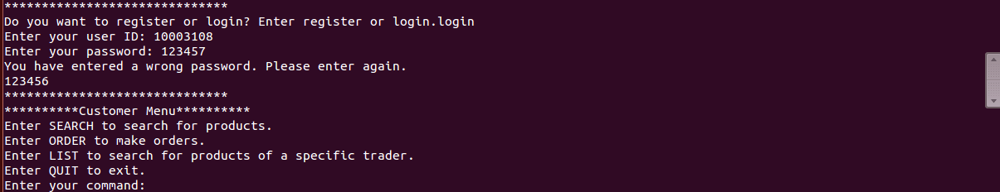 ******************************
Do you want to register or login? Enter register or login.login
Enter your user ID: 10003108
Enter your password: 123457
You have entered a wrong password. Please enter again.
123456
******************************
**********Customer Menu**********
Enter SEARCH to search for products.
Enter ORDER to make orders.
Enter LIST to search for products of a specific trader.
Enter QUIT to exit.
Enter your command: